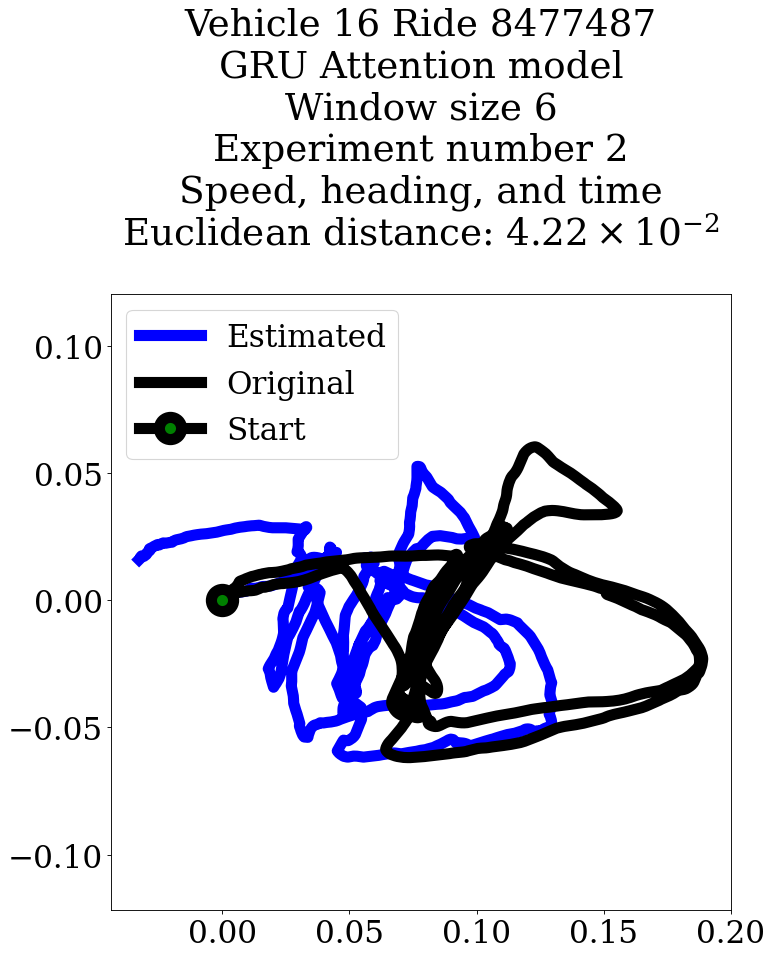 Vehicle 16 Ride 8477487
GRU Attention model
Window size 6
Experiment number 2
Speed, heading, and time
Euclidean distance: 4.22 × 10⁻²
Estimated
Original
Start
0.10
0.05
0.00
−0.05
−0.10
0.00 0.05 0.10 0.15 0.20